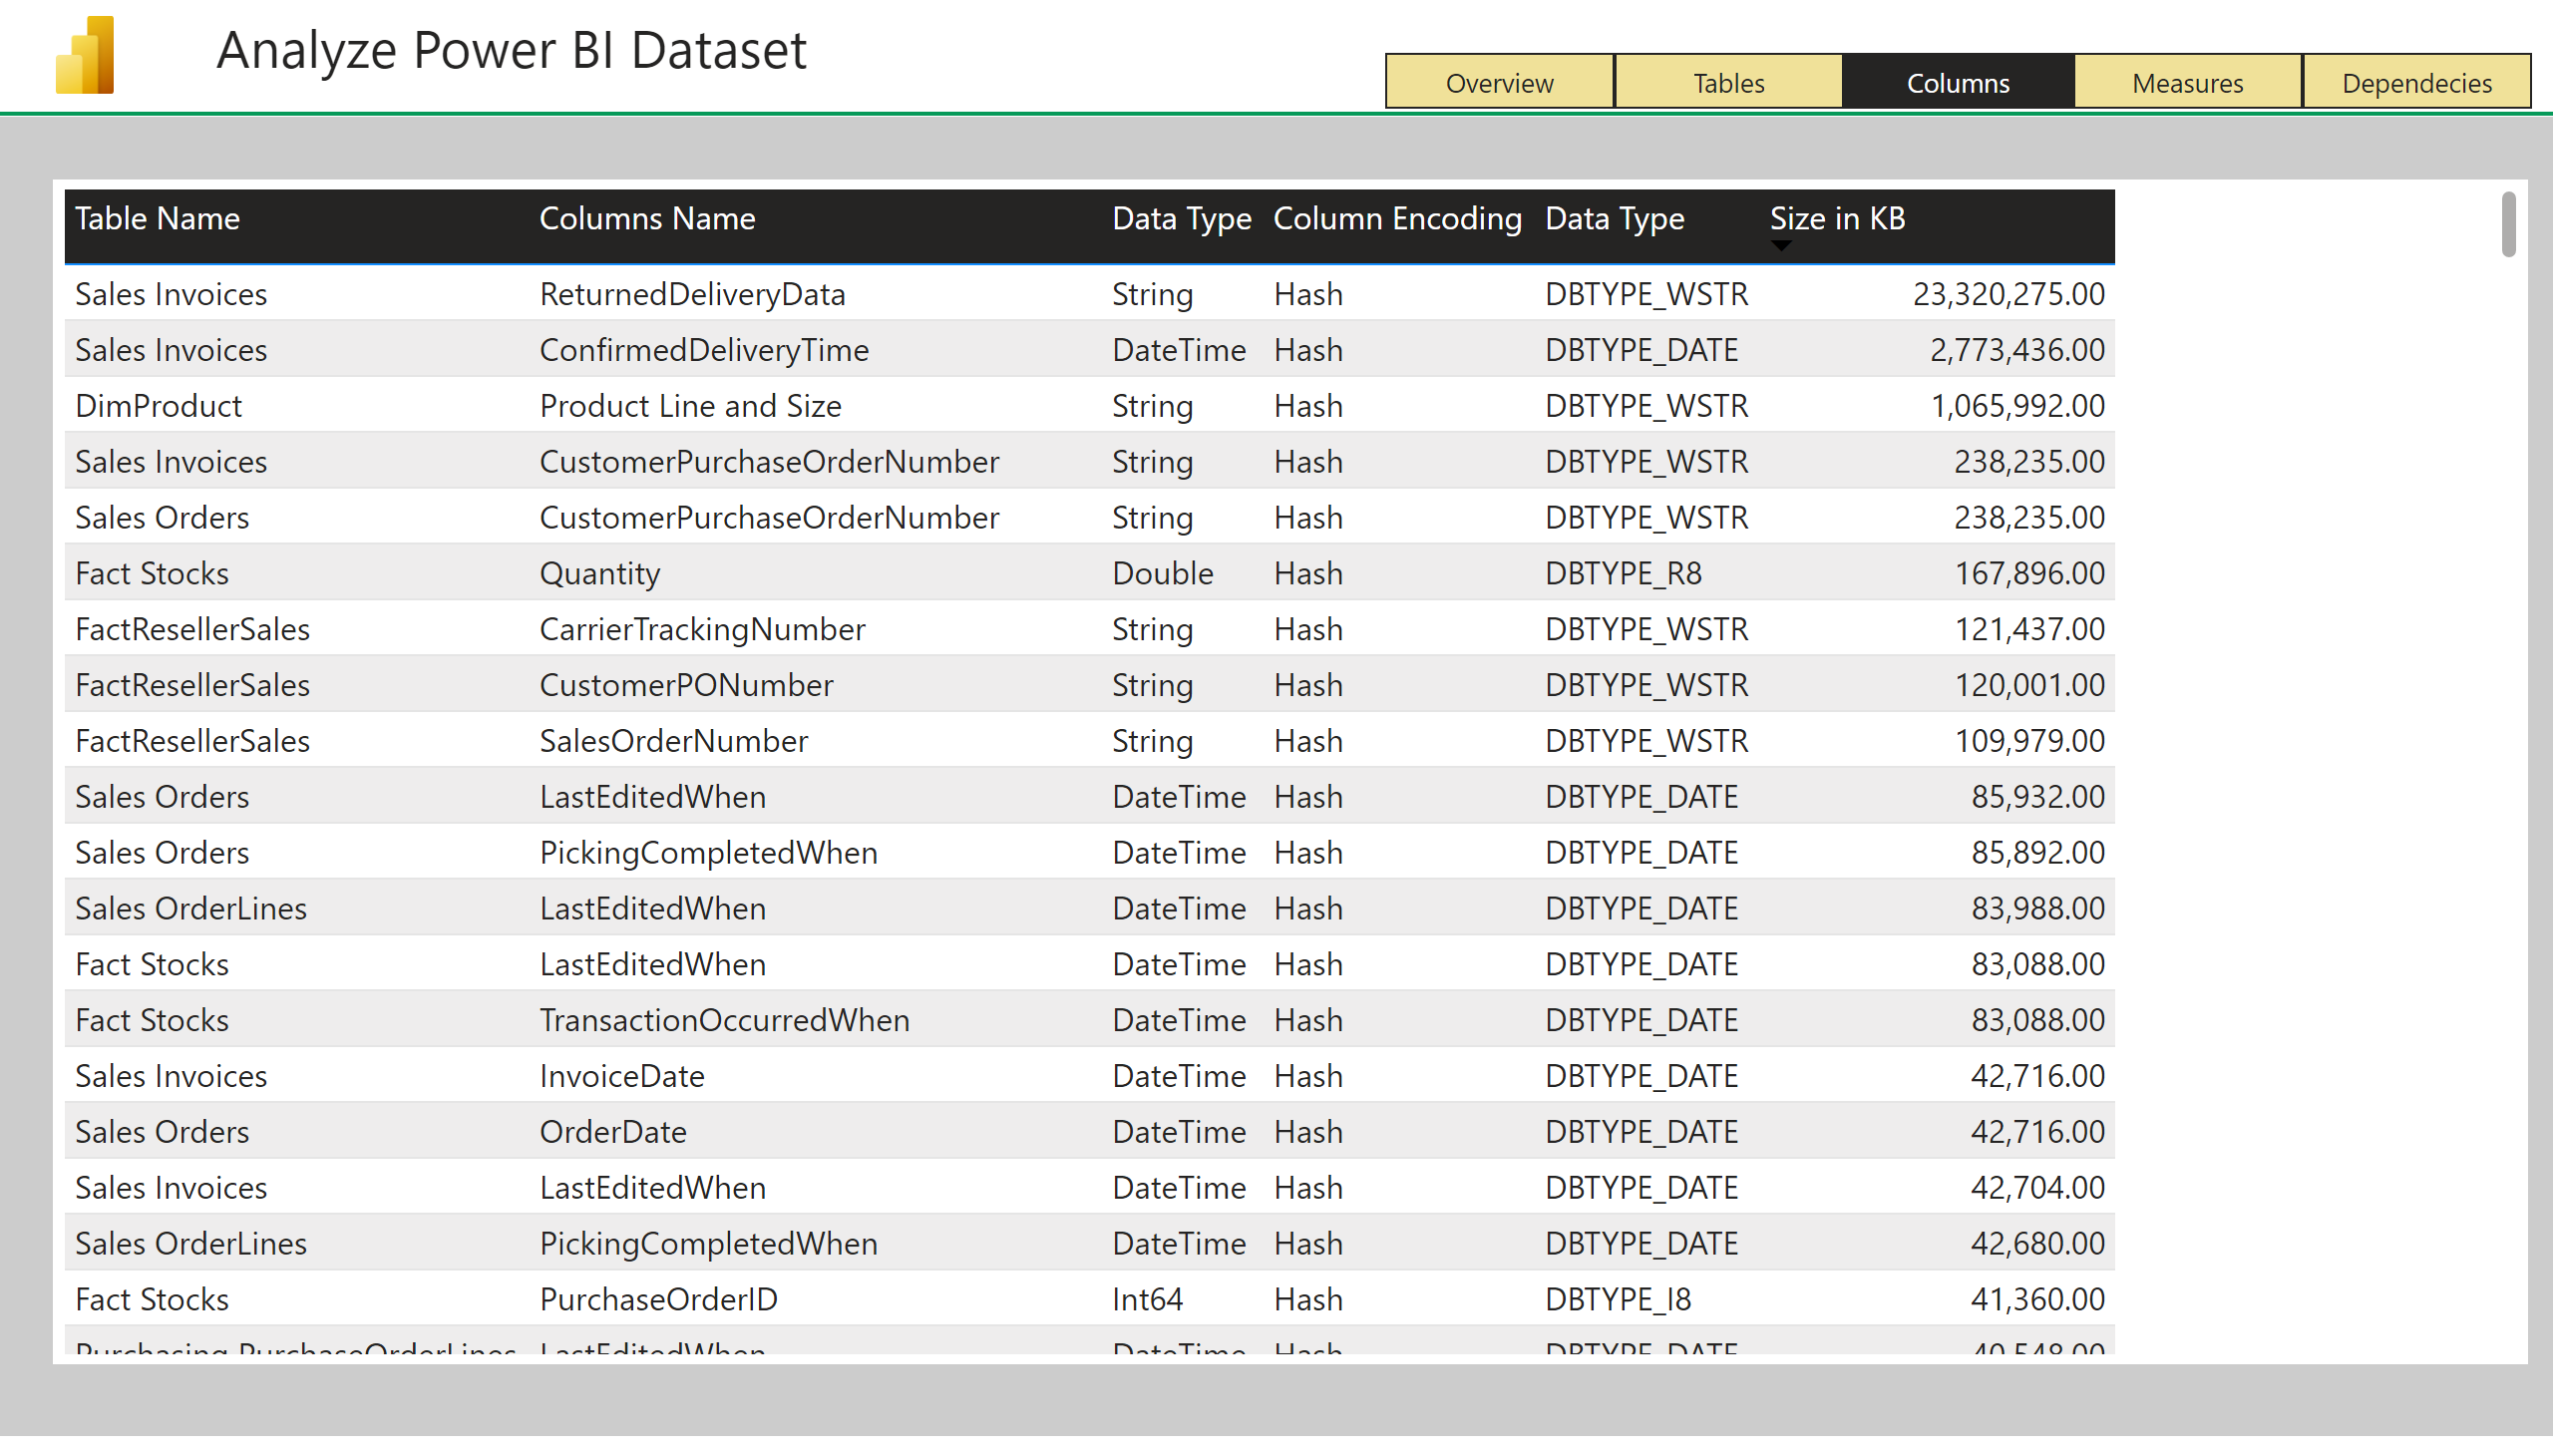 Analyze Power BI Dataset
Overview Tables Columns Measures Dependecies
Table Name Columns Name Data Type Column Encoding Data Type Size in KB
Sales Invoices ReturnedDeliveryData String Hash DBTYPE_WSTR 23,320,275.00
Sales Invoices ConfirmedDeliveryTime DateTime Hash DBTYPE_DATE 2,773,436.00
DimProduct Product Line and Size String Hash DBTYPE_WSTR 1,065,992.00
Sales Invoices CustomerPurchaseOrderNumber String Hash DBTYPE_WSTR 238,235.00
Sales Orders CustomerPurchaseOrderNumber String Hash DBTYPE_WSTR 238,235.00
Fact Stocks Quantity Double Hash DBTYPE_R8 167,896.00
FactResellerSales CarrierTrackingNumber String Hash DBTYPE_WSTR 121,437.00
FactResellerSales CustomerPONumber String Hash DBTYPE_WSTR 120,001.00
FactResellerSales SalesOrderNumber String Hash DBTYPE_WSTR 109,979.00
Sales Orders LastEditedWhen DateTime Hash DBTYPE_DATE 85,932.00
Sales Orders PickingCompletedWhen DateTime Hash DBTYPE_DATE 85,892.00
Sales OrderLines LastEditedWhen DateTime Hash DBTYPE_DATE 83,988.00
Fact Stocks LastEditedWhen DateTime Hash DBTYPE_DATE 83,088.00
Fact Stocks TransactionOccurredWhen DateTime Hash DBTYPE_DATE 83,088.00
Sales Invoices InvoiceDate DateTime Hash DBTYPE_DATE 42,716.00
Sales Orders OrderDate DateTime Hash DBTYPE_DATE 42,716.00
Sales Invoices LastEditedWhen DateTime Hash DBTYPE_DATE 42,704.00
Sales OrderLines PickingCompletedWhen DateTime Hash DBTYPE_DATE 42,680.00
Fact Stocks PurchaseOrderID Int64 Hash DBTYPE_I8 41,360.00
Purchasing PurchaseOrderLines LastEditedWhen DateTime Hash DBTYPE_DATE 40,548.00